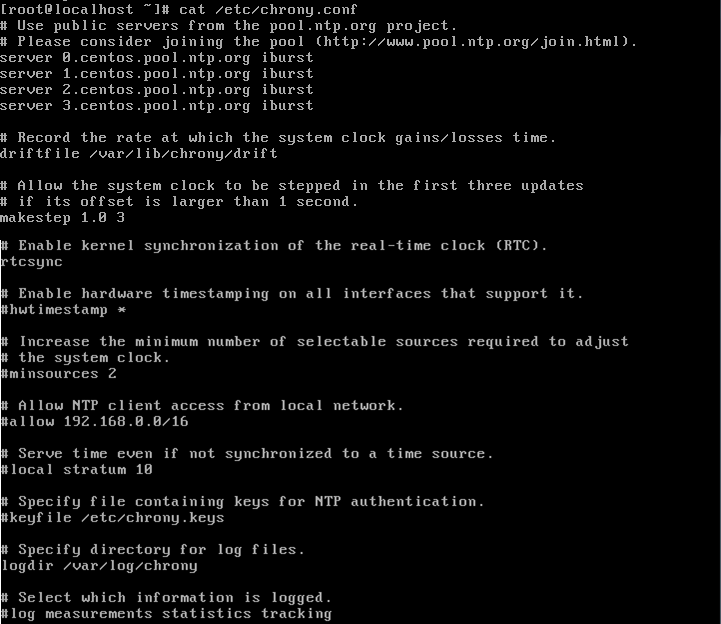 [root@localhost ~]# cat /etc/chrony.conf
# Use public servers from the pool.ntp.org project.
# Please consider joining the pool (http://www.pool.ntp.org/join.html).
server 0.centos.pool.ntp.org iburst
server 1.centos.pool.ntp.org iburst
server 2.centos.pool.ntp.org iburst
server 3.centos.pool.ntp.org iburst

# Record the rate at which the system clock gains/losses time.
driftfile /var/lib/chrony/drift

# Allow the system clock to be stepped in the first three updates
# if its offset is larger than 1 second.
makestep 1.0 3

# Enable kernel synchronization of the real-time clock (RTC).
rtcsync

# Enable hardware timestamping on all interfaces that support it.
#hwtimestamp *

# Increase the minimum number of selectable sources required to adjust
# the system clock.
#minsources 2

# Allow NTP client access from local network.
#allow 192.168.0.0/16

# Serve time even if not synchronized to a time source.
#local stratum 10

# Specify file containing keys for NTP authentication.
#keyfile /etc/chrony.keys

# Specify directory for log files.
logdir /var/log/chrony

# Select which information is logged.
#log measurements statistics tracking